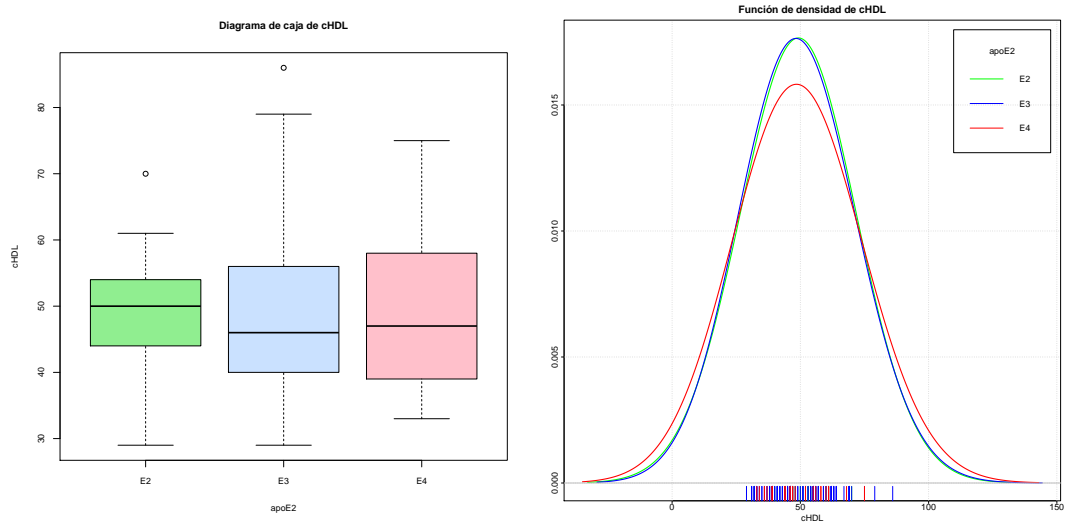 Diagrama de caja de cHDL
cHDL
80
70
60
50
40
30
E2
E3
E4
apoE2
Función de densidad de cHDL
0.015
0.010
0.005
0.000
apoE2
E2
E3
E4
0
50
100
150
cHDL